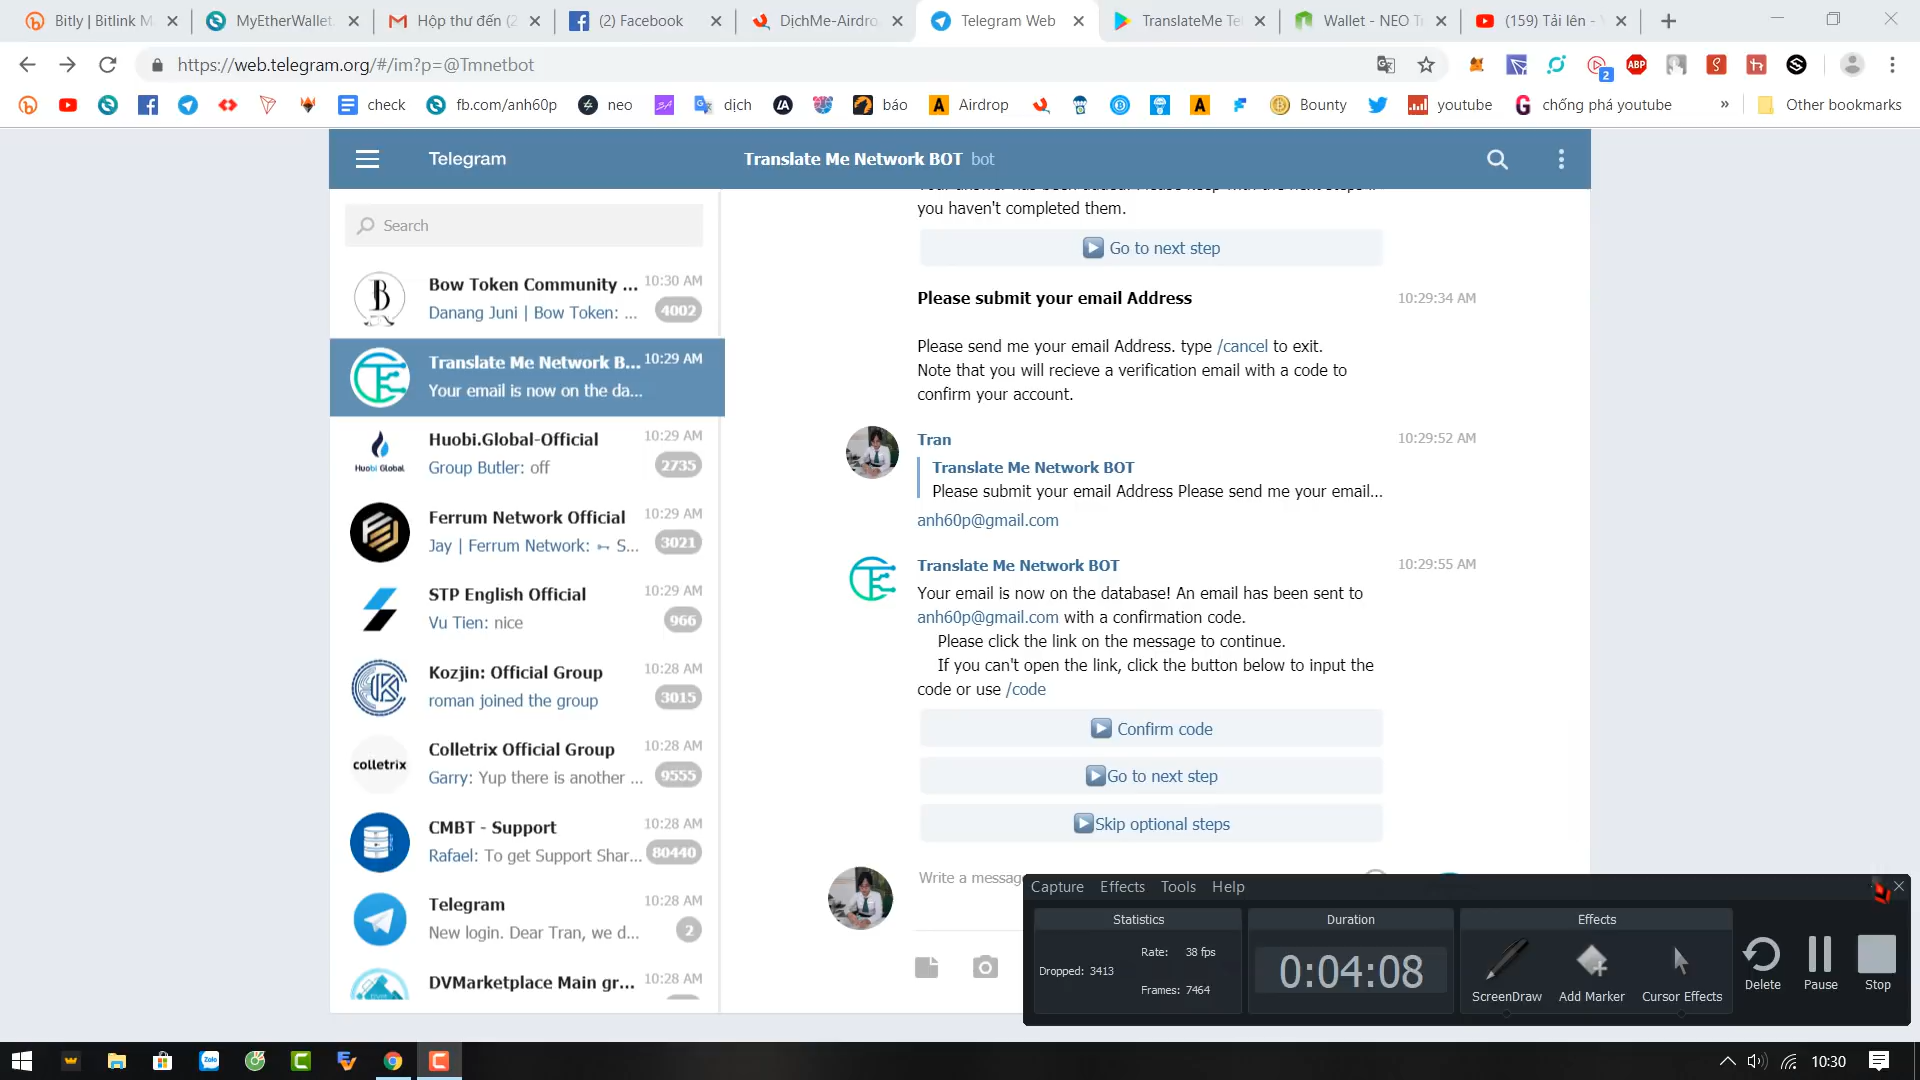 Bitly | Bitlink M
MyEtherWallet.
Hộp thư đến (2
(2) Facebook
DịchMe-Airdro
Telegram Web
TranslateMe Te
Wallet - NEO T
(159) Tải lên -
https://web.telegram.org/#/im?p=@Tmnetbot
2
ABP
check
fb.com/anh60p
neo
dịch
báo
Airdrop
Bounty
youtube
chống phá youtube
»
Other bookmarks
Telegram
Translate Me Network BOT bot
Search
Bow Token Community ... 10:30 AM
Danang Juni | Bow Token: ... 4002
Translate Me Network B... 10:29 AM
Your email is now on the da...
Huobi.Global-Official 10:29 AM
Group Butler: off 2735
Huobi Global
Ferrum Network Official 10:29 AM
Jay | Ferrum Network: S... 3021
STP English Official 10:29 AM
Vu Tien: nice 966
Kozjin: Official Group 10:28 AM
roman joined the group 3015
Colletrix Official Group 10:28 AM
colletrix
Garry: Yup there is another ... 9555
CMBT - Support 10:28 AM
Rafael: To get Support Shar... 80440
Telegram 10:28 AM
New login. Dear Tran, we d... 2
DVMarketplace Main gr... 10:28 AM
you haven't completed them.
Go to next step
Please submit your email Address 10:29:34 AM
Please send me your email Address. type /cancel to exit.
Note that you will recieve a verification email with a code to
confirm your account.
Tran 10:29:52 AM
Translate Me Network BOT
Please submit your email Address Please send me your email...
anh60p@gmail.com
Translate Me Network BOT 10:29:55 AM
Your email is now on the database! An email has been sent to
anh60p@gmail.com with a confirmation code.
Please click the link on the message to continue.
If you can't open the link, click the button below to input the
code or use /code
Confirm code
Go to next step
Skip optional steps
Write a messag
Capture Effects Tools Help
Statistics
Duration
Effects
Rate: 38 fps
Dropped: 3413
Frames: 7464
0:04:08
ScreenDraw
Add Marker
Cursor Effects
Delete
Pause
Stop
Zalo
10:30